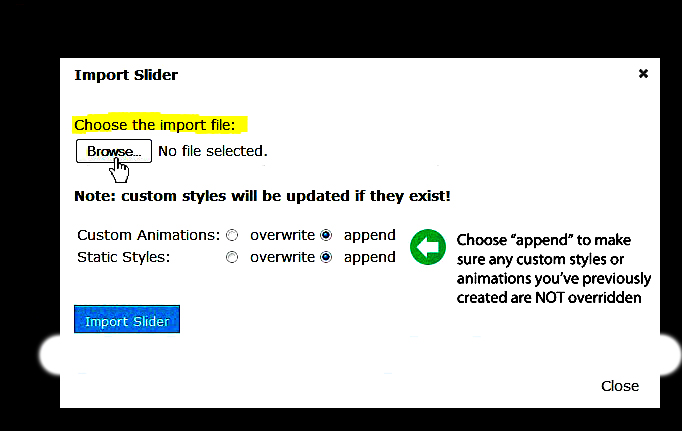 Import Slider
Choose the import file:
Browse... No file selected.
Note: custom styles will be updated if they exist!
Custom Animations: overwrite append
Static Styles: overwrite append
Choose “append” to make
sure any custom styles or
animations you’ve previously
created are NOT overridden
Import Slider
Close